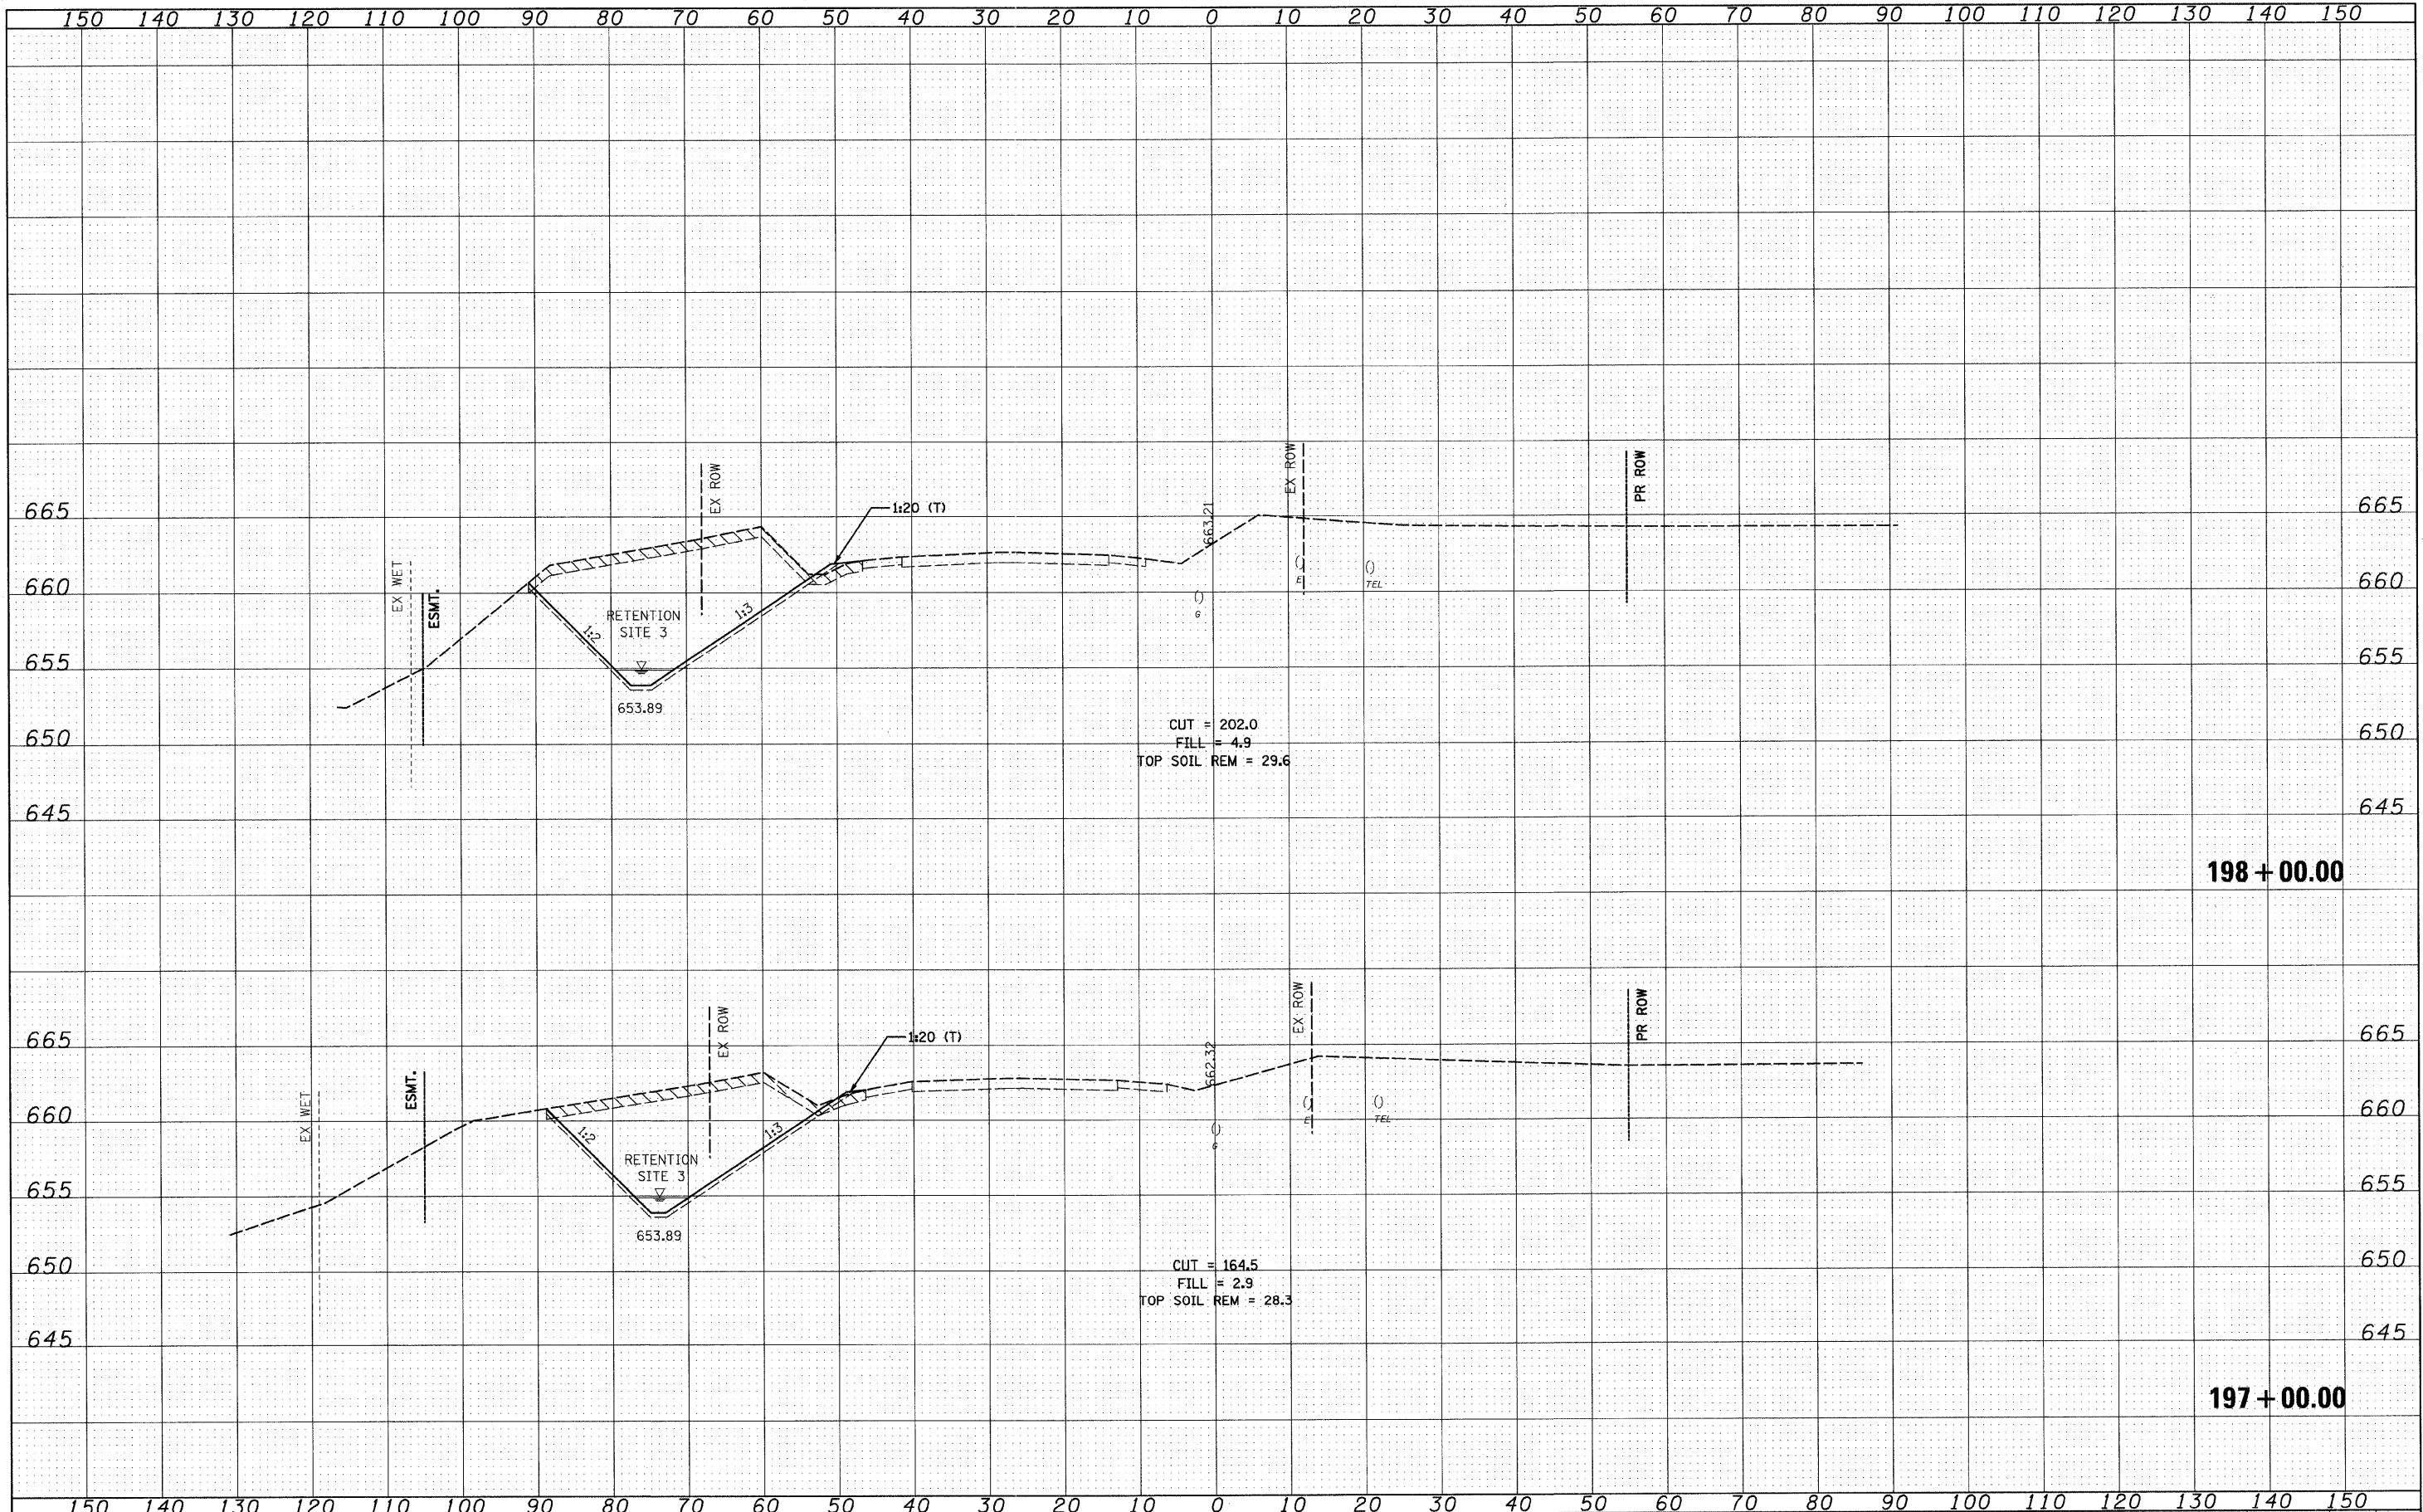 150 140 130 120 110 100 90 80 70 60 50 40 30 20 10 0 10 20 30 40 50 60 70 80 90 100 110 120 130 140 150
EX ROW
EX ROW
PR ROW
665
1:20 (T)
663.21
665
EX WET
ESMT.
660
E
TEL
G
660
RETENTION
SITE 3
1:2
1:3
655
655
653.89
650
CUT = 202.0
FILL = 4.9
TOP SOIL REM = 29.6
650
645
645
198 + 00.00
EX ROW
EX ROW
PR ROW
665
1:20 (T)
662.32
665
EX WET
ESMT.
660
E
TEL
G
660
1:2
1:3
RETENTION
SITE 3
655
655
653.89
650
CUT = 164.5
FILL = 2.9
TOP SOIL REM = 28.3
650
645
645
197 + 00.00
150 140 130 120 110 100 90 80 70 60 50 40 30 20 10 0 10 20 30 40 50 60 70 80 90 100 110 120 130 140 150